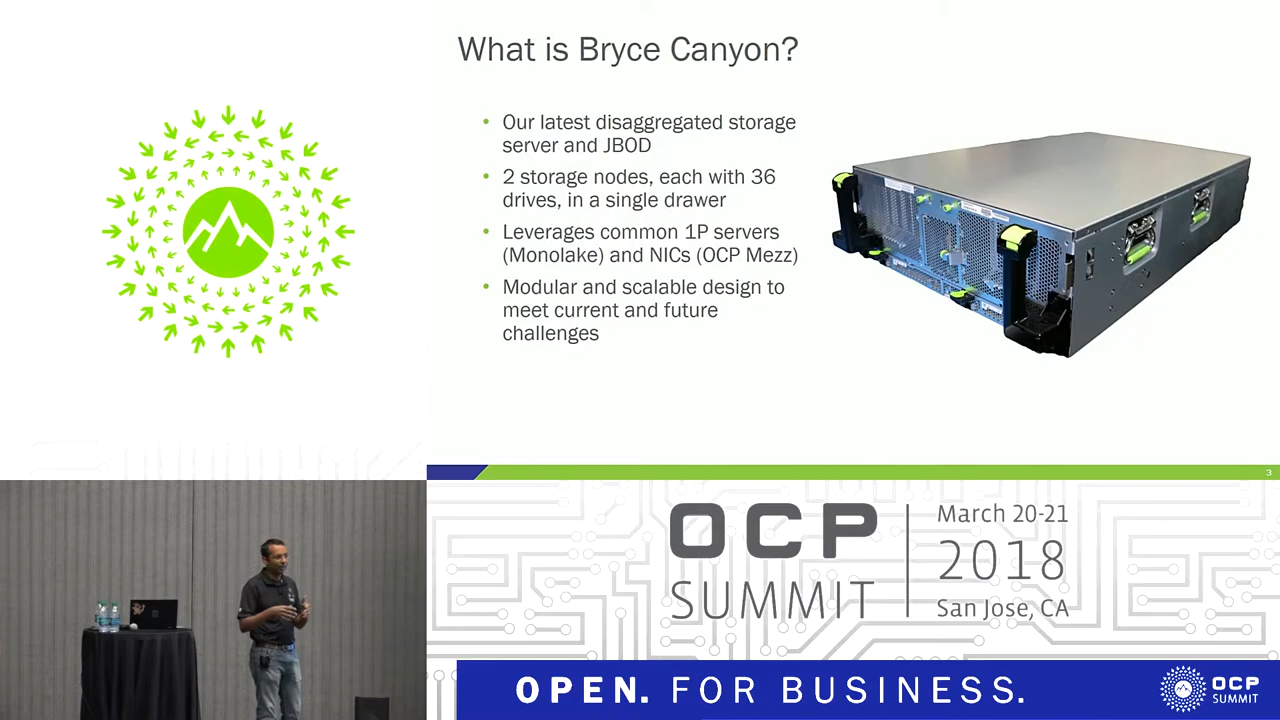 What is Bryce Canyon?
• Our latest disaggregated storage
server and JBOD
• 2 storage nodes, each with 36
drives, in a single drawer
• Leverages common 1P servers
(Monolake) and NICs (OCP Mezz)
• Modular and scalable design to
meet current and future
challenges
3
OCP
SUMMIT
March 20-21
2018
San Jose, CA
OPEN. FOR BUSINESS.
OCP
SUMMIT